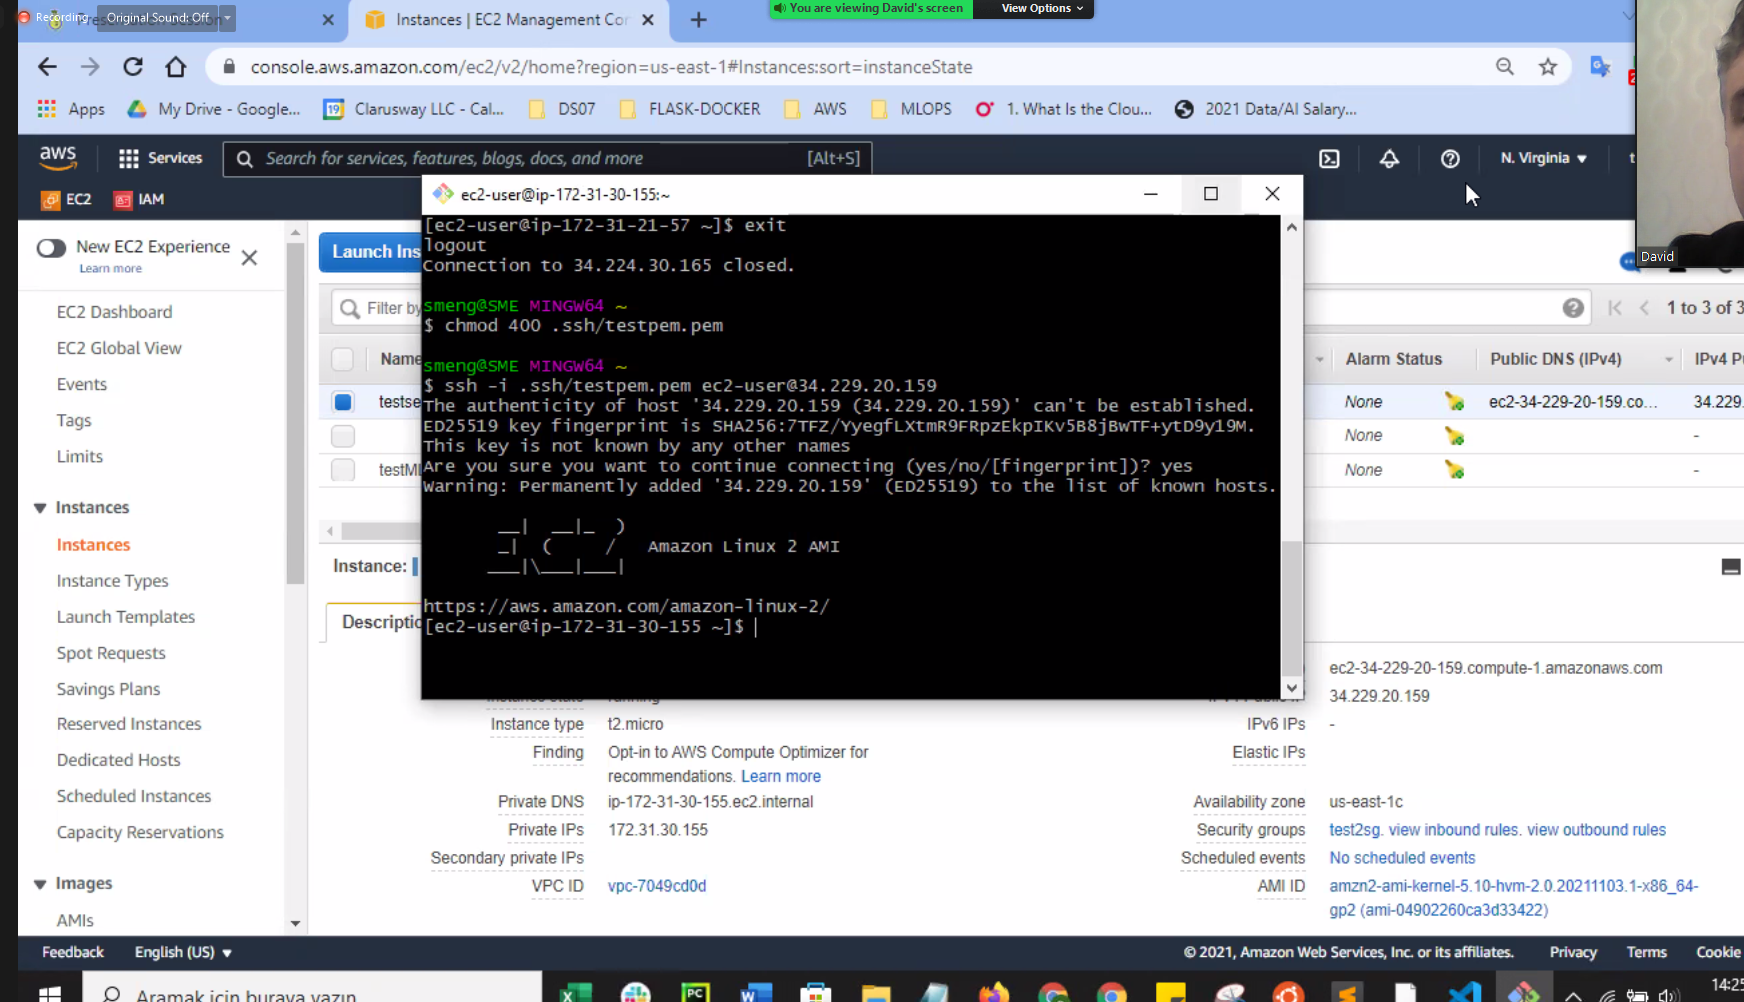 Recording
Original Sound: Off
You are viewing David's screen
View Options
Instances | EC2 Management Con
console.aws.amazon.com/ec2/v2/home?region=us-east-1#Instances:sort=instanceState
Apps
My Drive - Google...
19
Clarusway LLC - Cal...
DS07
FLASK-DOCKER
AWS
MLOPS
1. What Is the Clou...
2021 Data/AI Salary...
aws
Services
Search for services, features, blogs, docs, and more
[Alt+S]
N. Virginia
EC2
IAM
David
ec2-user@ip-172-31-30-155:~
[ec2-user@ip-172-31-21-57 ~]$ exit
logout
Connection to 34.224.30.165 closed.
smeng@SME MINGW64 ~
$ chmod 400 .ssh/testpem.pem
smeng@SME MINGW64 ~
$ ssh -i .ssh/testpem.pem ec2-user@34.229.20.159
The authenticity of host '34.229.20.159 (34.229.20.159)' can't be established.
ED25519 key fingerprint is SHA256:7TFZ/YyegfLXtmR9FRpzEkpIKv5B8jBwTF+ytD9y19M.
This key is not known by any other names
Are you sure you want to continue connecting (yes/no/[fingerprint])? yes
Warning: Permanently added '34.229.20.159' (ED25519) to the list of known hosts.
__|  __|_  )
_|  (     /   Amazon Linux 2 AMI
___|\___|___|
https://aws.amazon.com/amazon-linux-2/
[ec2-user@ip-172-31-30-155 ~]$
New EC2 Experience
Learn more
EC2 Dashboard
EC2 Global View
Events
Tags
Limits
Instances
Instances
Instance Types
Launch Templates
Spot Requests
Savings Plans
Reserved Instances
Dedicated Hosts
Scheduled Instances
Capacity Reservations
Images
AMIs
Launch Ins
Filter by
1 to 3 of 3
Name
Alarm Status
Public DNS (IPv4)
IPv4 P
testse
None
ec2-34-229-20-159.co...
34.229.
None
-
testM
None
-
Instance:
Descriptio
ec2-34-229-20-159.compute-1.amazonaws.com
34.229.20.159
Instance type
t2.micro
IPv6 IPs
-
Finding
Opt-in to AWS Compute Optimizer for
recommendations. Learn more
Elastic IPs
Private DNS
ip-172-31-30-155.ec2.internal
Availability zone
us-east-1c
Private IPs
172.31.30.155
Security groups
test2sg. view inbound rules. view outbound rules
Secondary private IPs
Scheduled events
No scheduled events
VPC ID
vpc-7049cd0d
AMI ID
amzn2-ami-kernel-5.10-hvm-2.0.20211103.1-x86_64-
gp2 (ami-04902260ca3d33422)
Feedback
English (US)
© 2021, Amazon Web Services, Inc. or its affiliates.
Privacy
Terms
Cookie
Aramak için buraya yazın
14:25